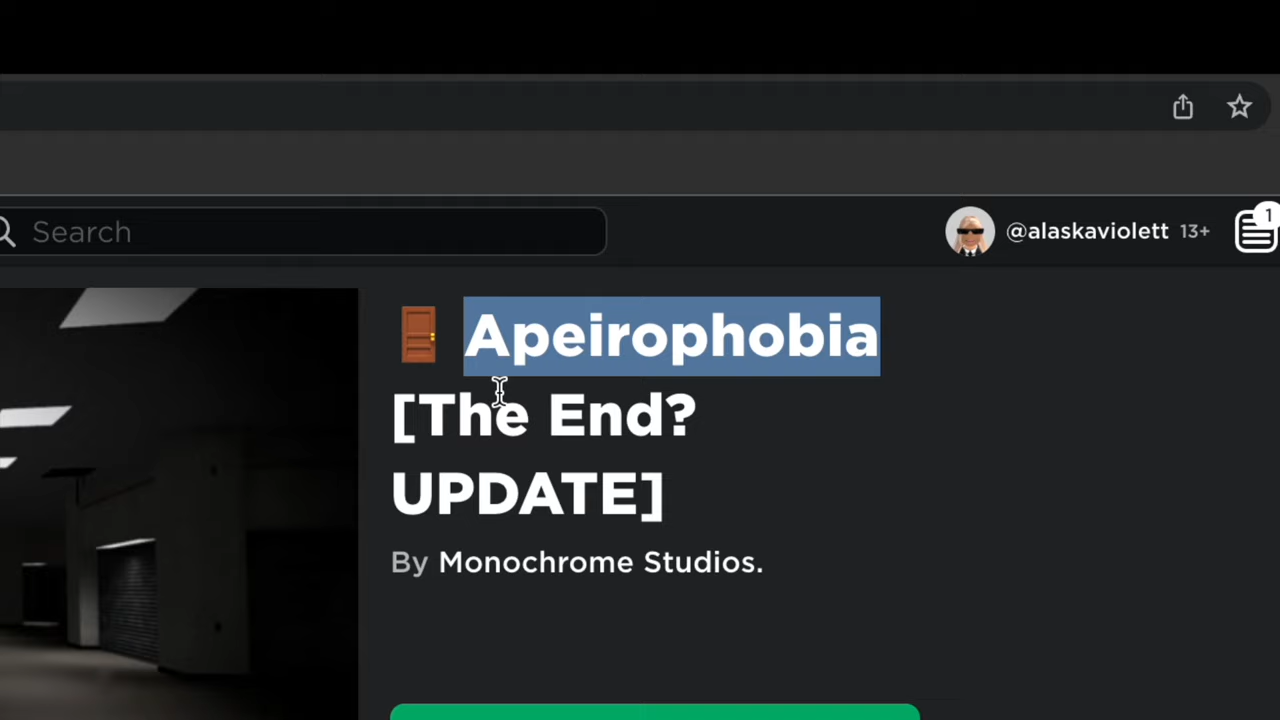 Search
@alaskaviolett 13+
1
🚪 Apeirophobia
[The End?
UPDATE]
By Monochrome Studios.